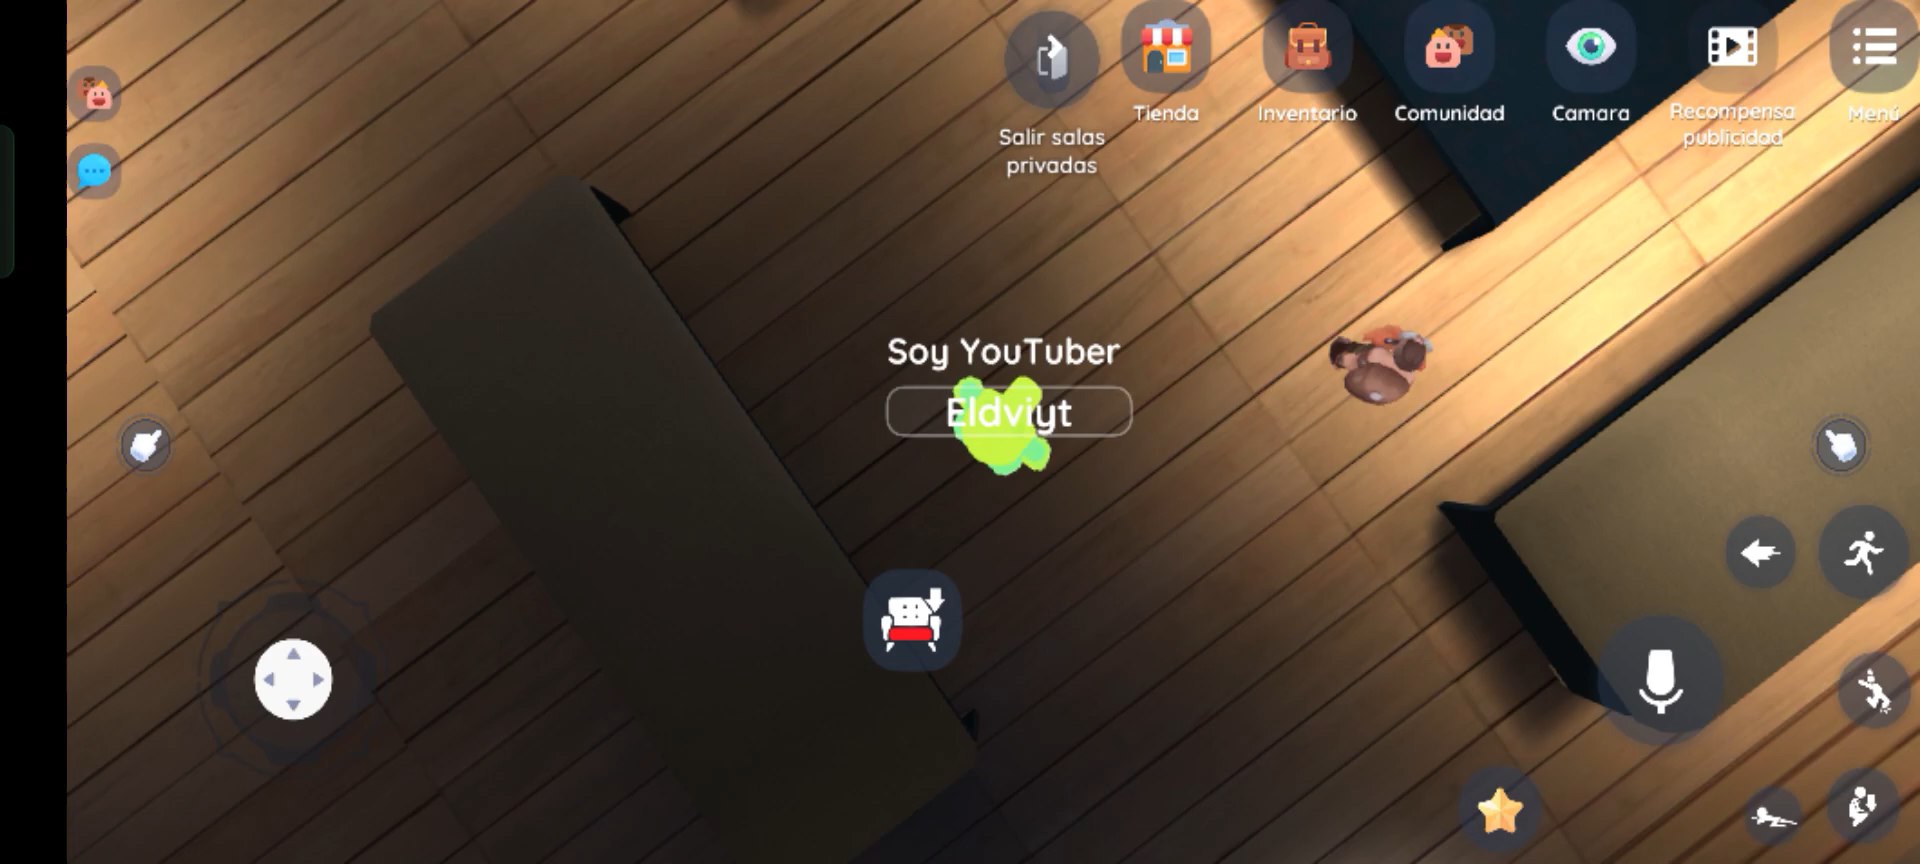 Salir salas
privadas
Tienda
Inventario
Comunidad
Camara
Recompensa
publicidad
Menú
Soy YouTuber
Eldviyt